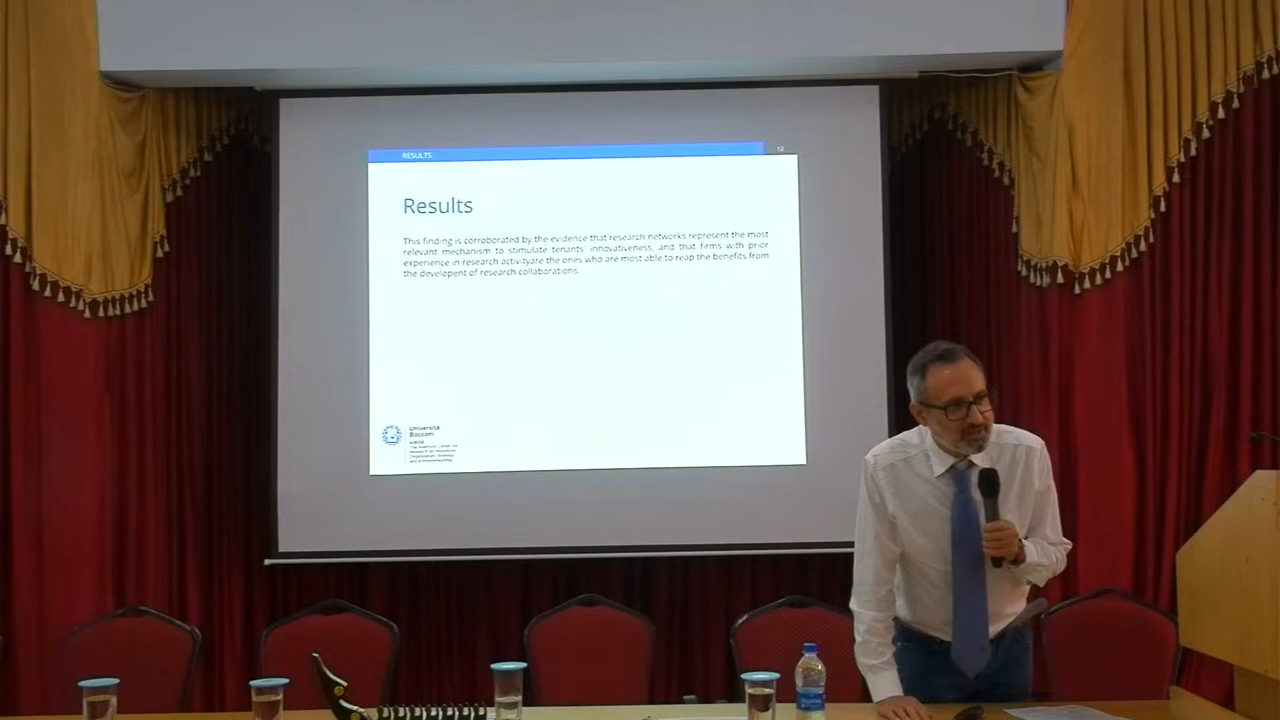 RESULTS
12
Results
This finding is corroborated by the evidence that research networks represent the most
relevant mechanism to stimulate tenants' innovativeness, and that firms with prior
experience in research activityare the ones who are most able to reap the benefits from
the developent of research collaborations.
Università
Bocconi